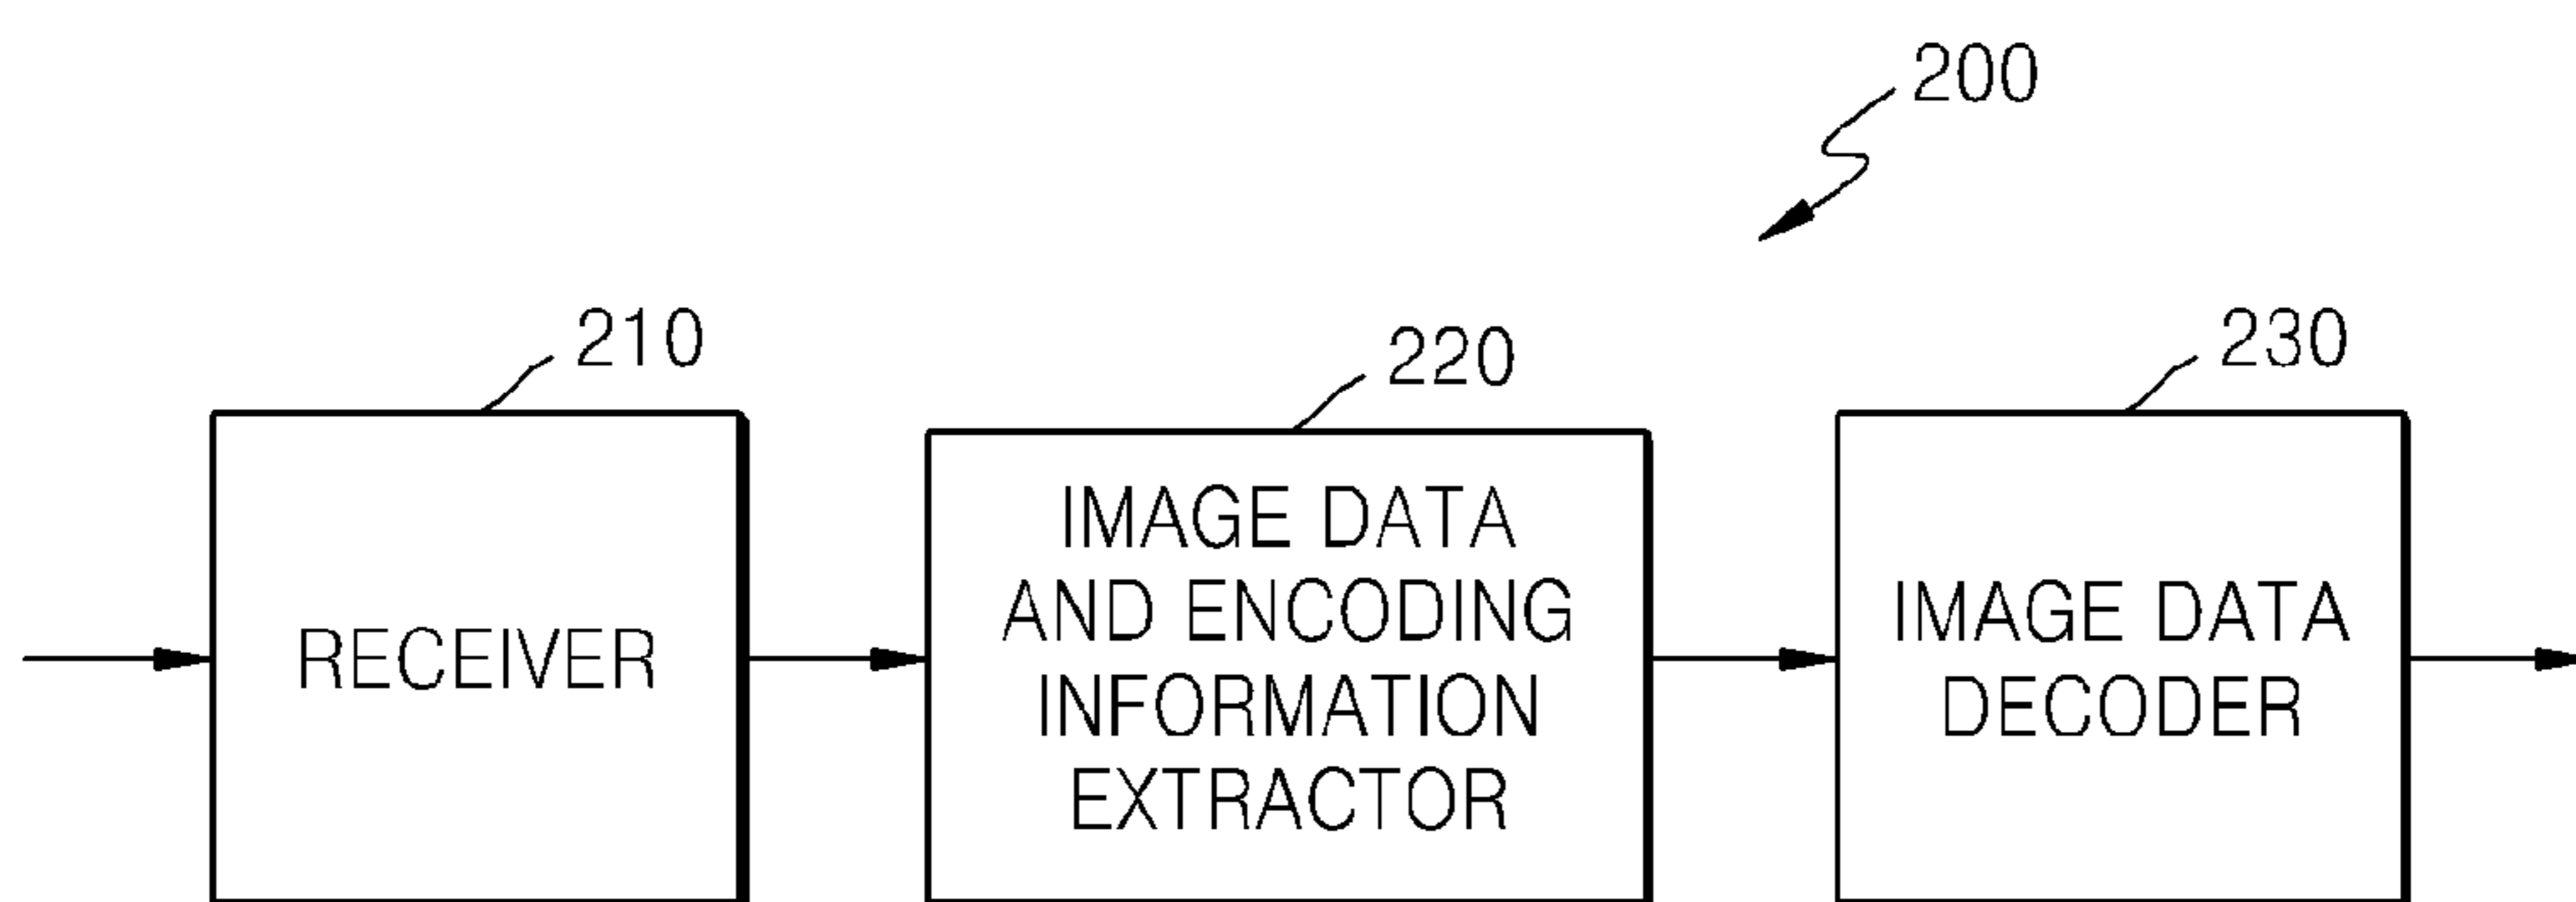 200
210
220
230
RECEIVER
IMAGE DATA
AND ENCODING
INFORMATION
EXTRACTOR
IMAGE DATA
DECODER